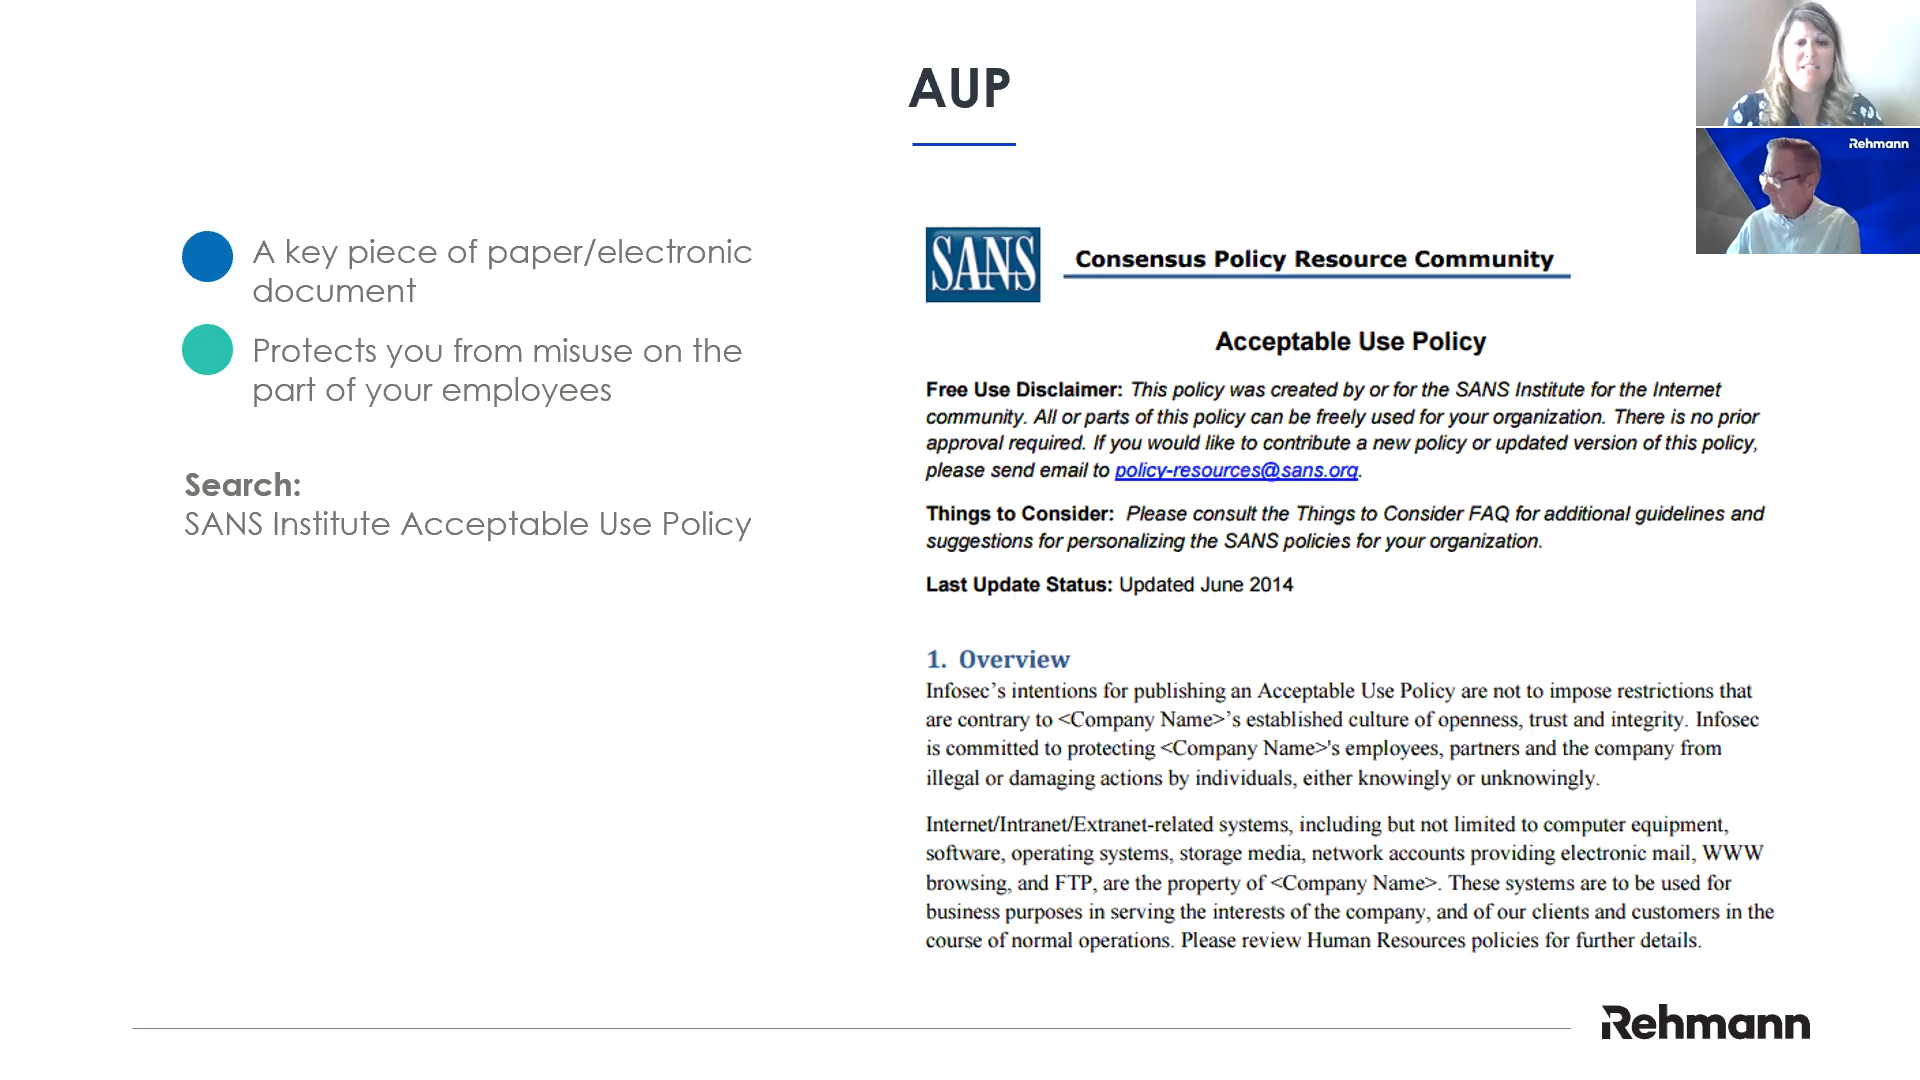 AUP
A key piece of paper/electronic
document
Protects you from misuse on the
part of your employees
Search:
SANS Institute Acceptable Use Policy
SANS
Consensus Policy Resource Community
Acceptable Use Policy
Free Use Disclaimer: This policy was created by or for the SANS Institute for the Internet
community. All or parts of this policy can be freely used for your organization. There is no prior
approval required. If you would like to contribute a new policy or updated version of this policy,
please send email to policy-resources@sans.org.
Things to Consider: Please consult the Things to Consider FAQ for additional guidelines and
suggestions for personalizing the SANS policies for your organization.
Last Update Status: Updated June 2014
1. Overview
Infosec’s intentions for publishing an Acceptable Use Policy are not to impose restrictions that
are contrary to <Company Name>’s established culture of openness, trust and integrity. Infosec
is committed to protecting <Company Name>'s employees, partners and the company from
illegal or damaging actions by individuals, either knowingly or unknowingly.
Internet/Intranet/Extranet-related systems, including but not limited to computer equipment,
software, operating systems, storage media, network accounts providing electronic mail, WWW
browsing, and FTP, are the property of <Company Name>. These systems are to be used for
business purposes in serving the interests of the company, and of our clients and customers in the
course of normal operations. Please review Human Resources policies for further details.
Rehmann
Rehmann